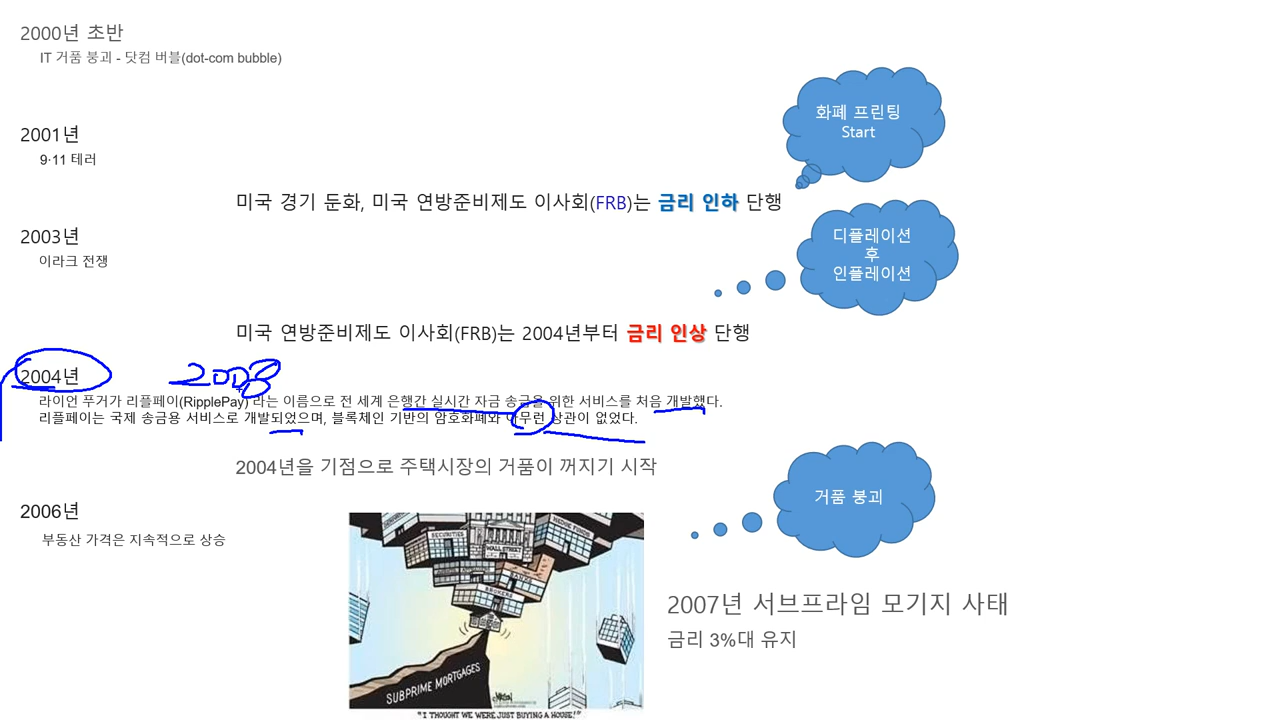 2000년 초반
IT 거품 붕괴 - 닷컴 버블(dot-com bubble)
화폐 프린팅
Start
2001년
9·11 테러
미국 경기 둔화, 미국 연방준비제도 이사회(FRB)는 금리 인하 단행
2003년
이라크 전쟁
디플레이션
후
인플레이션
미국 연방준비제도 이사회(FRB)는 2004년부터 금리 인상 단행
2004년
2008
라이언 푸거가 리플페이(RipplePay) 라는 이름으로 전 세계 은행간 실시간 자금 송금을 위한 서비스를 처음 개발했다.
리플페이는 국제 송금용 서비스로 개발되었으며, 블록체인 기반의 암호화폐와 아무런 상관이 없었다.
2004년을 기점으로 주택시장의 거품이 꺼지기 시작
거품 붕괴
2006년
부동산 가격은 지속적으로 상승
SECURITIES
HEDGE FUNDS
WALL STREET
BANKS
BROKERS
SUBPRIME MORTGAGES
"I THOUGHT WE WERE JUST BUYING A HOUSE!"
2007년 서브프라임 모기지 사태
금리 3%대 유지